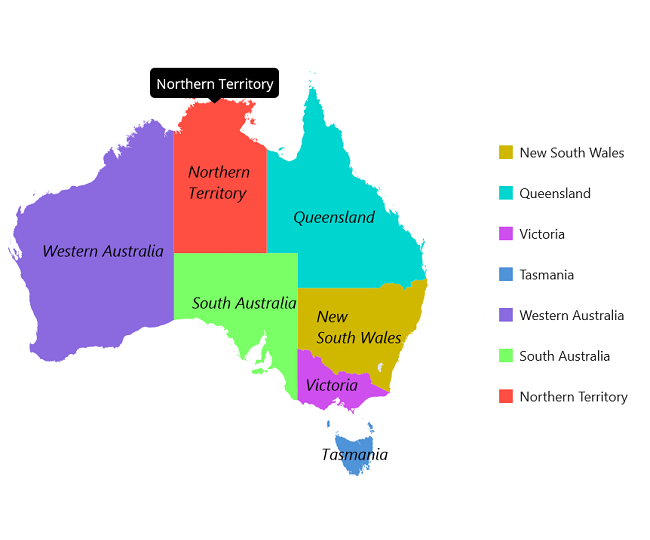 Northern Territory
Northern
Territory
Queensland
Western Australia
South Australia
New
South Wales
Victoria
Tasmania
New South Wales
Queensland
Victoria
Tasmania
Western Australia
South Australia
Northern Territory